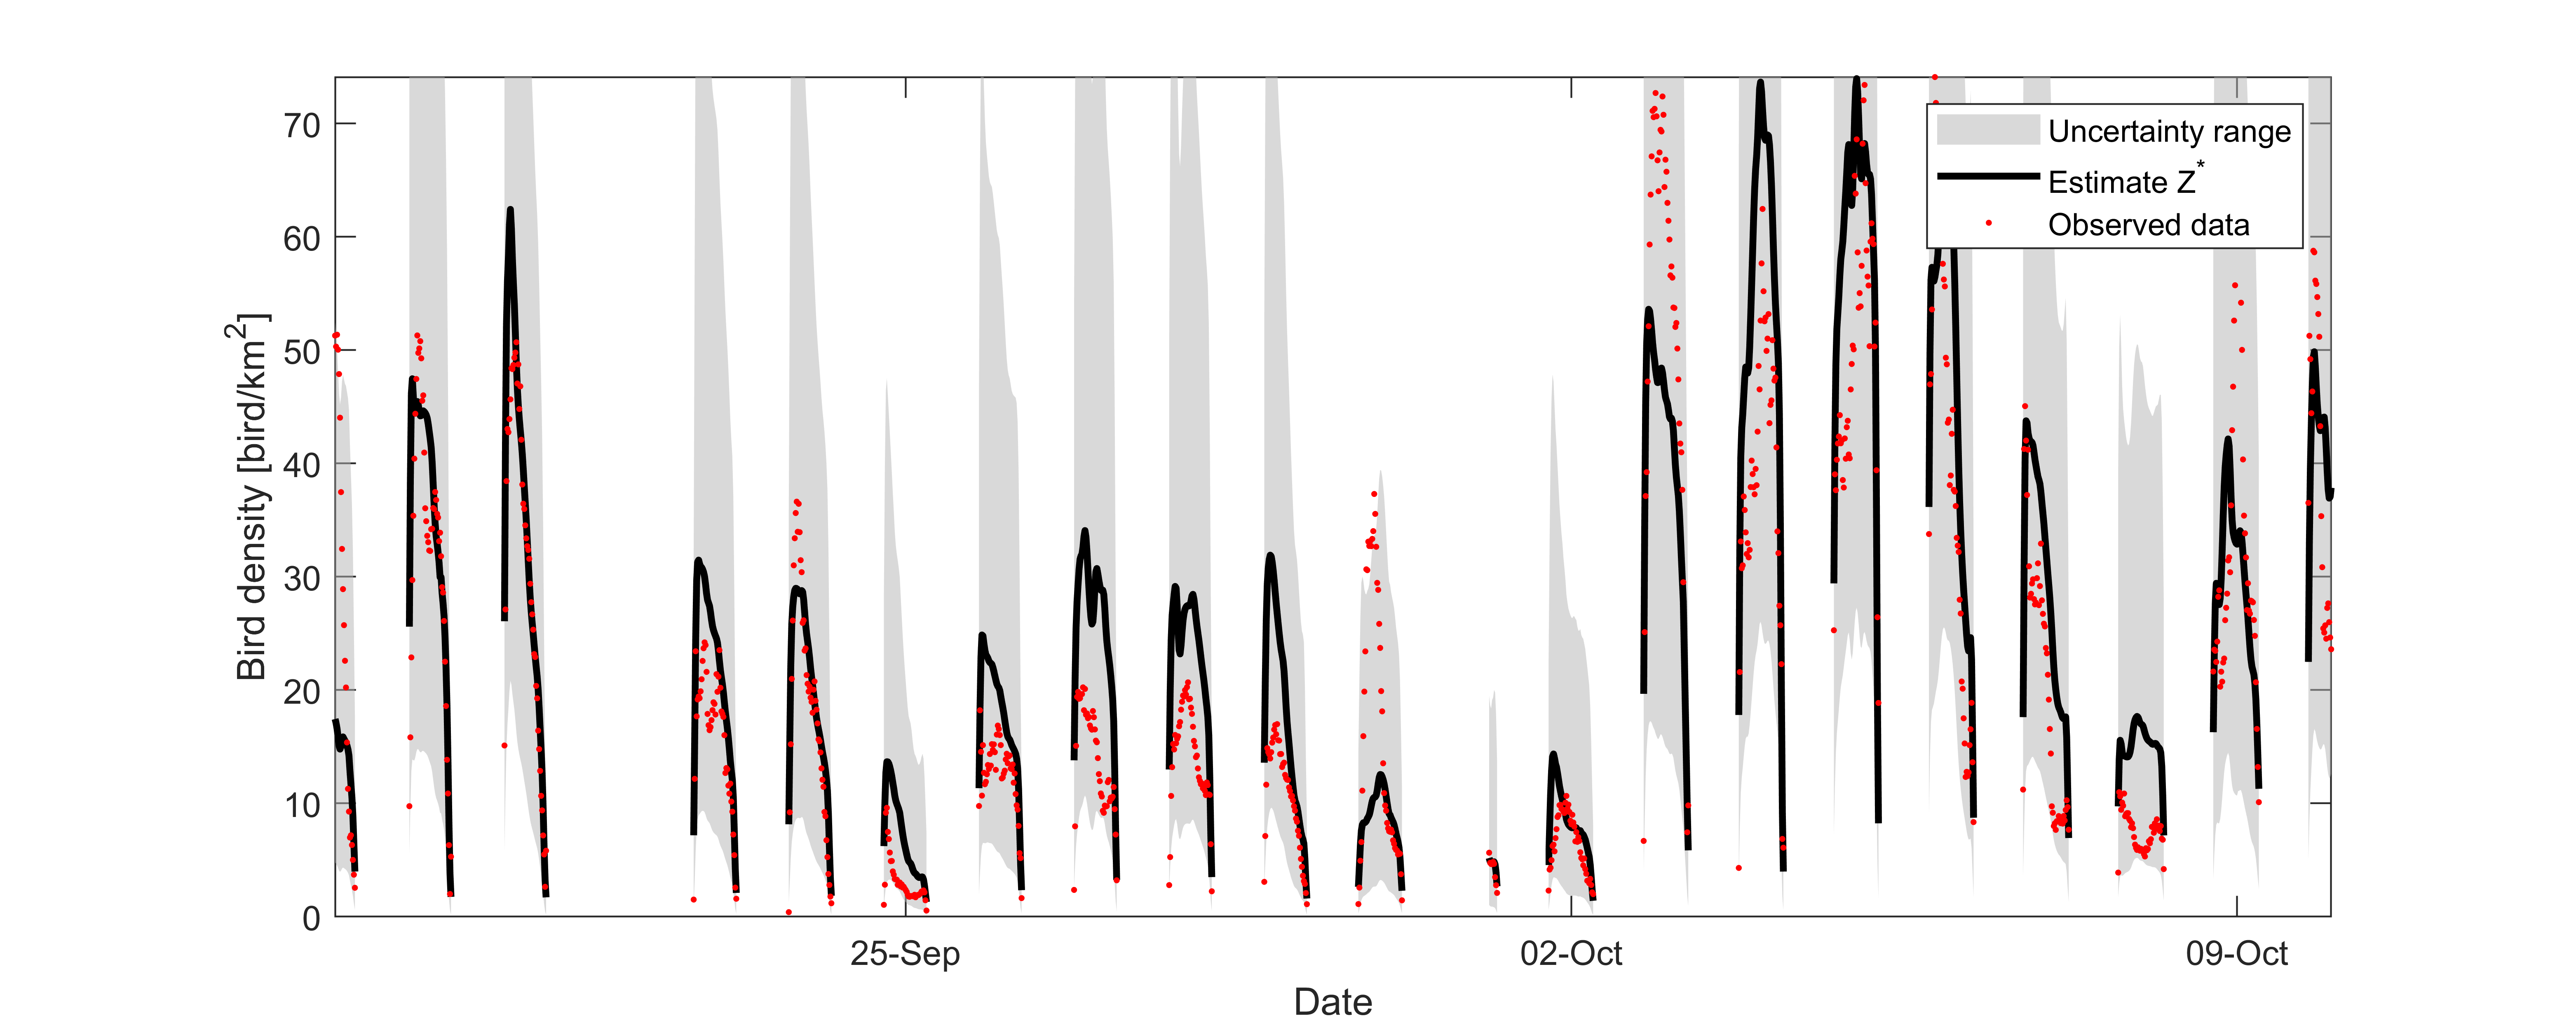 70
60
50
40
30
20
10
0
Bird density [bird/km²]
Uncertainty range
Estimate Z*
Observed data
25-Sep
02-Oct
09-Oct
Date